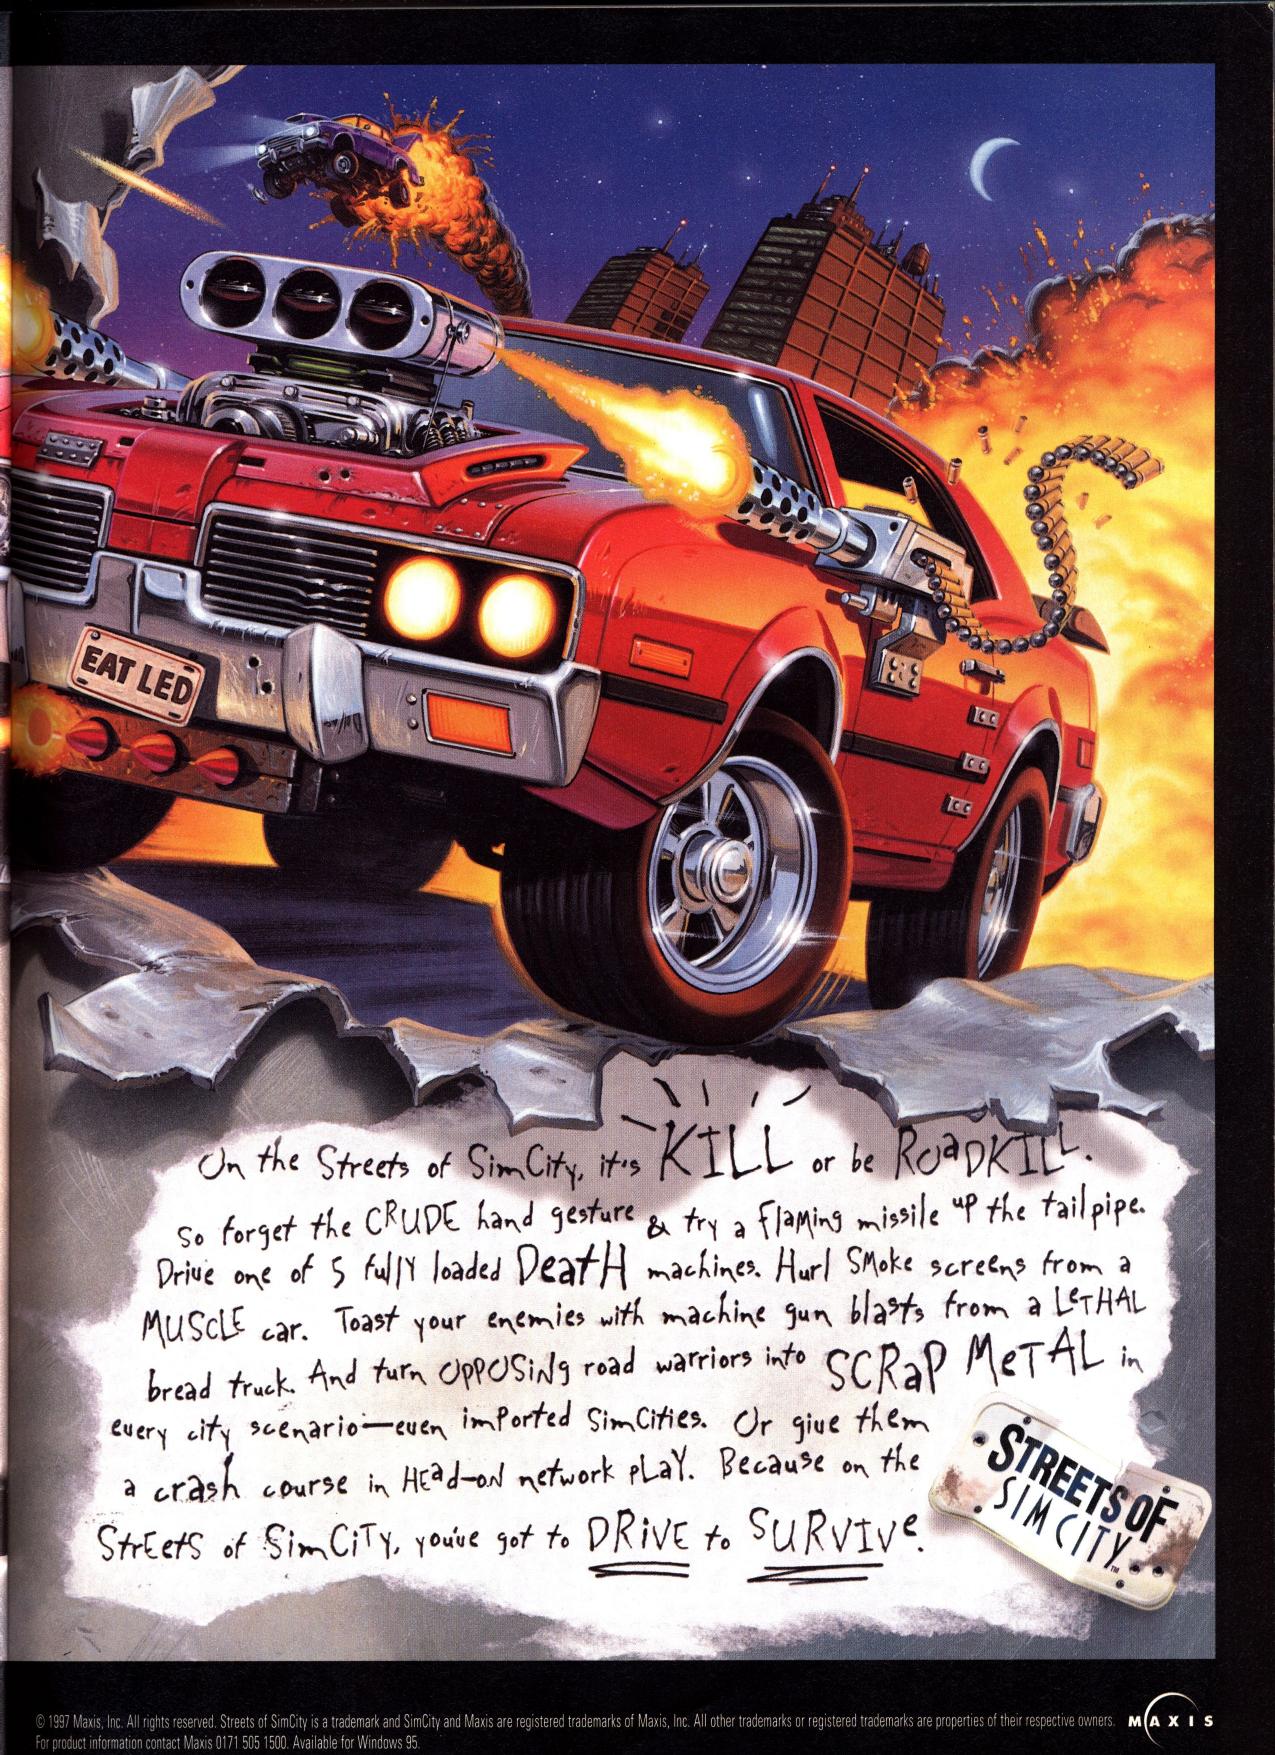 EAT LED
On the Streets of SimCity, it's KILL or be ROaDKILL.
So forget the CRUDE hand gesture & try a FlaMing missile up the tailpipe.
Drive one of 5 fully loaded DeatH machines. Hurl SMoke screens from a
MUScLE car. Toast your enemies with machine gun blasts from a LeTHAL
bread truck. And turn OPPOSiNg road warriors into SCRaP MeTAL in
every city scenario—even imPorted SimCities. Or give them
a crash course in HEad-oN network pLaY. Because on the
StrEetS of SimCiTY, you've got to DRiVE to SURVIVe.
STREETS OF
SIMCITY™
© 1997 Maxis, Inc. All rights reserved. Streets of SimCity is a trademark and SimCity and Maxis are registered trademarks of Maxis, Inc. All other trademarks or registered trademarks are properties of their respective owners.
MAXIS
For product information contact Maxis 0171 505 1500. Available for Windows 95.